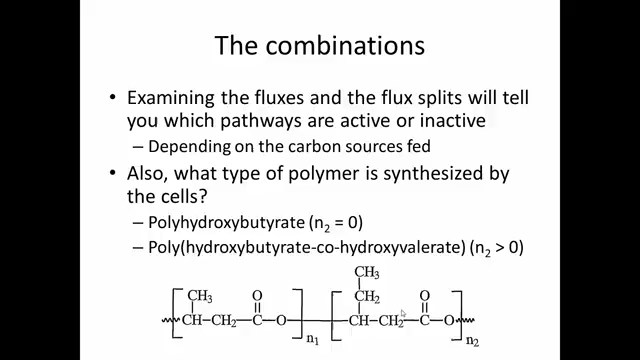 The combinations
• Examining the fluxes and the flux splits will tell
you which pathways are active or inactive
– Depending on the carbon sources fed
• Also, what type of polymer is synthesized by
the cells?
– Polyhydroxybutyrate (n2 = 0)
– Poly(hydroxybutyrate-co-hydroxyvalerate) (n2 > 0)
CH3
CH3 O CH2 O
CH–CH2–C–O CH–CH2–C–O
n1 n2